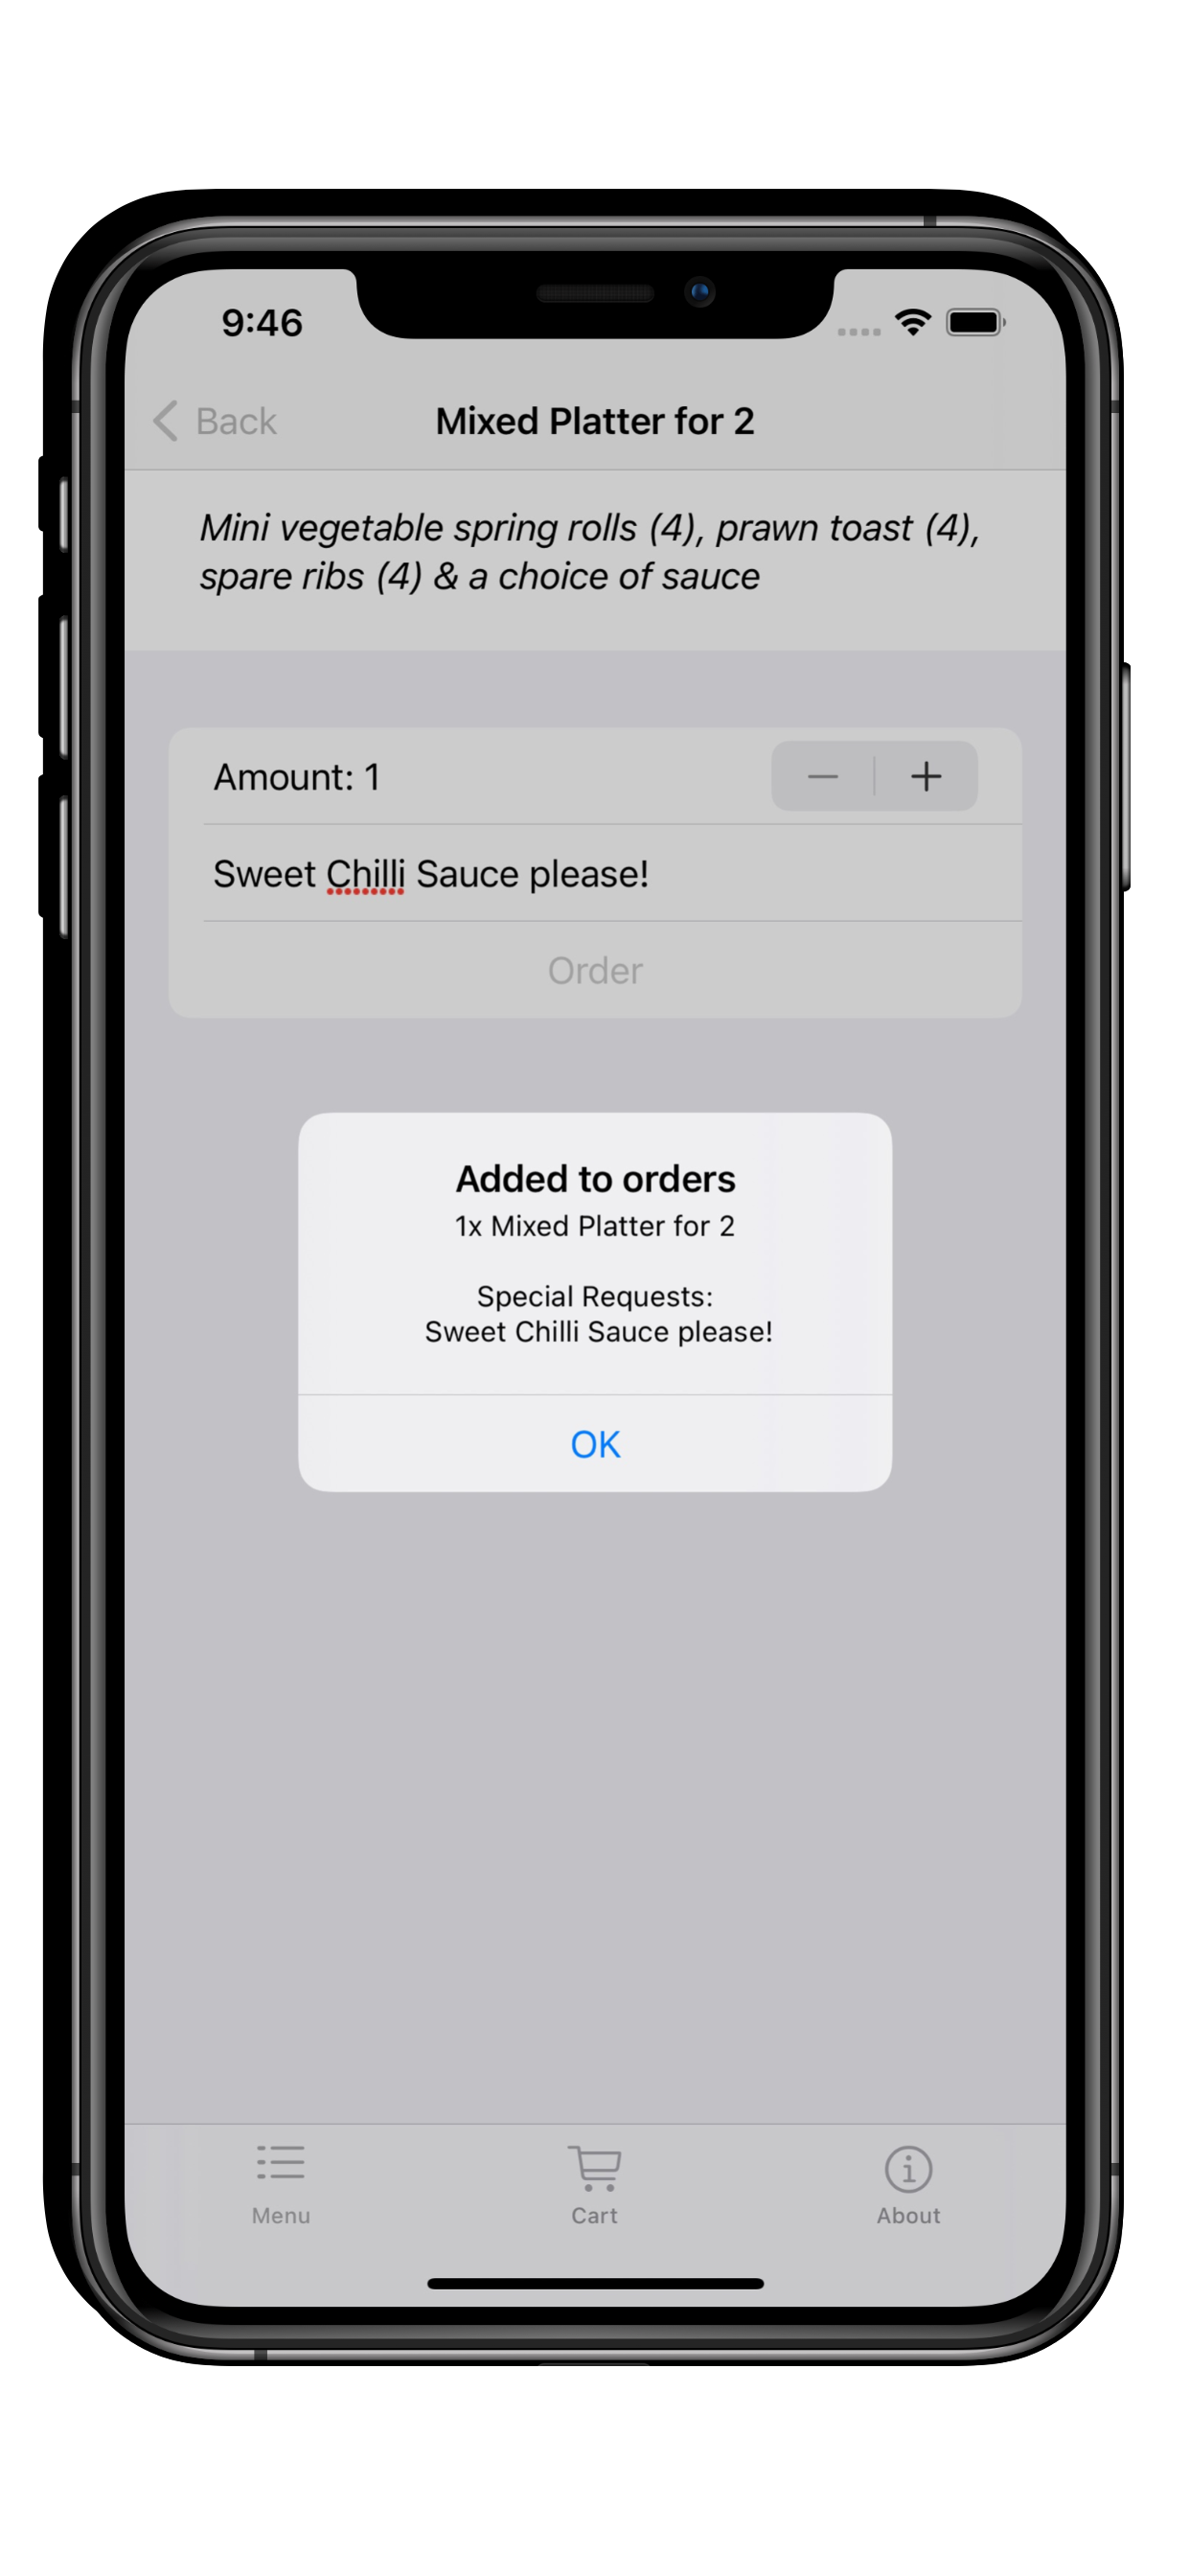 9:46
Back
Mixed Platter for 2
Mini vegetable spring rolls (4), prawn toast (4),
spare ribs (4) & a choice of sauce
Amount: 1
Sweet Chilli Sauce please!
Order
Added to orders
1x Mixed Platter for 2
Special Requests:
Sweet Chilli Sauce please!
OK
Menu
Cart
About